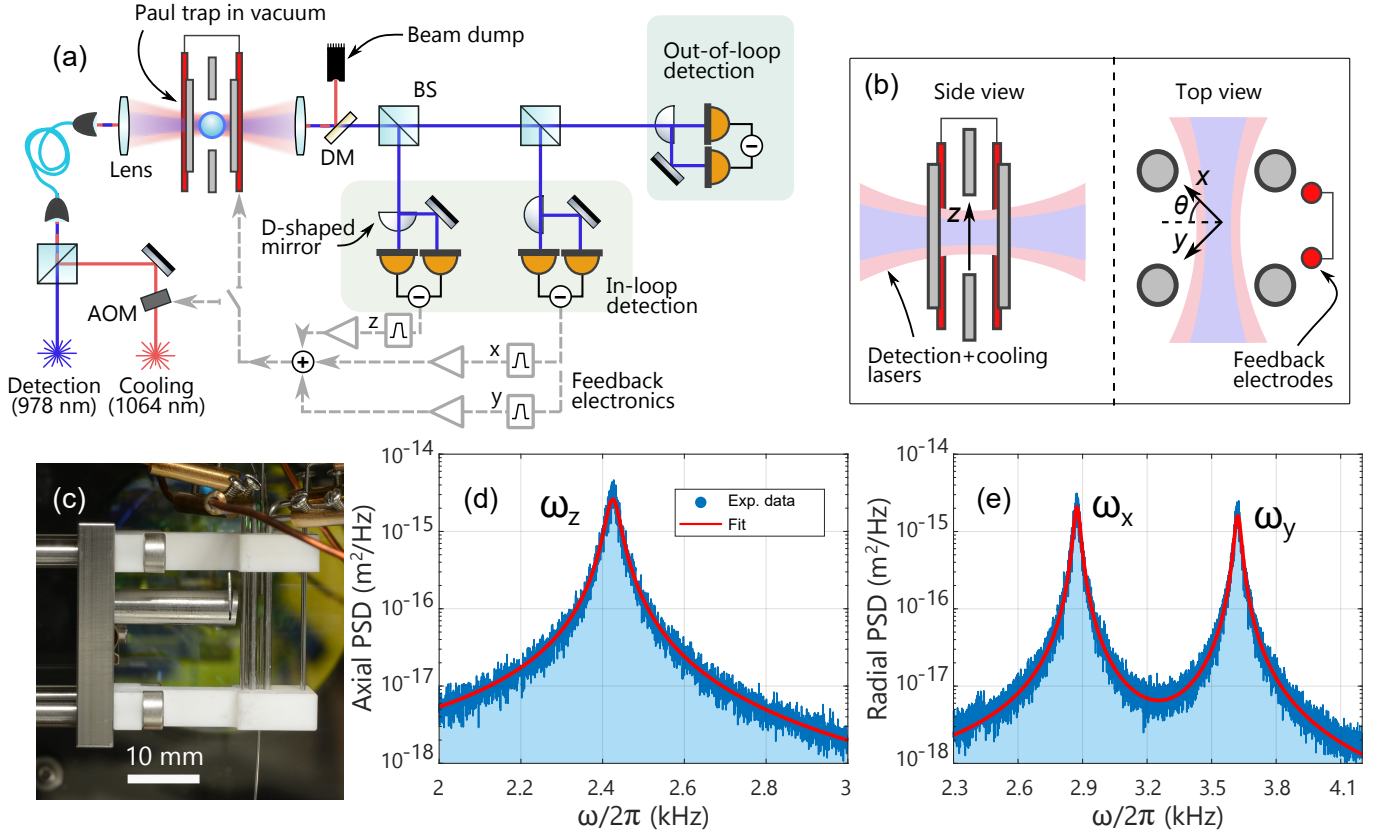 Paul trap in vacuum
(a)
Beam dump
Out-of-loop
detection
BS
Lens
DM
D-shaped
mirror
In-loop
detection
AOM
z
x
y
+
−
−
−
Feedback
electronics
Detection
(978 nm)
Cooling
(1064 nm)
(b)
Side view
Top view
z
x
θ
y
Detection+cooling
lasers
Feedback
electrodes
(c)
10 mm
(d)
ωz
Exp. data
Fit
Axial PSD (m²/Hz)
10⁻¹⁴
10⁻¹⁵
10⁻¹⁶
10⁻¹⁷
10⁻¹⁸
2
2.2
2.4
2.6
2.8
3
ω/2π (kHz)
(e)
ωx
ωy
Radial PSD (m²/Hz)
10⁻¹⁴
10⁻¹⁵
10⁻¹⁶
10⁻¹⁷
10⁻¹⁸
2.3
2.6
2.9
3.2
3.5
3.8
4.1
ω/2π (kHz)